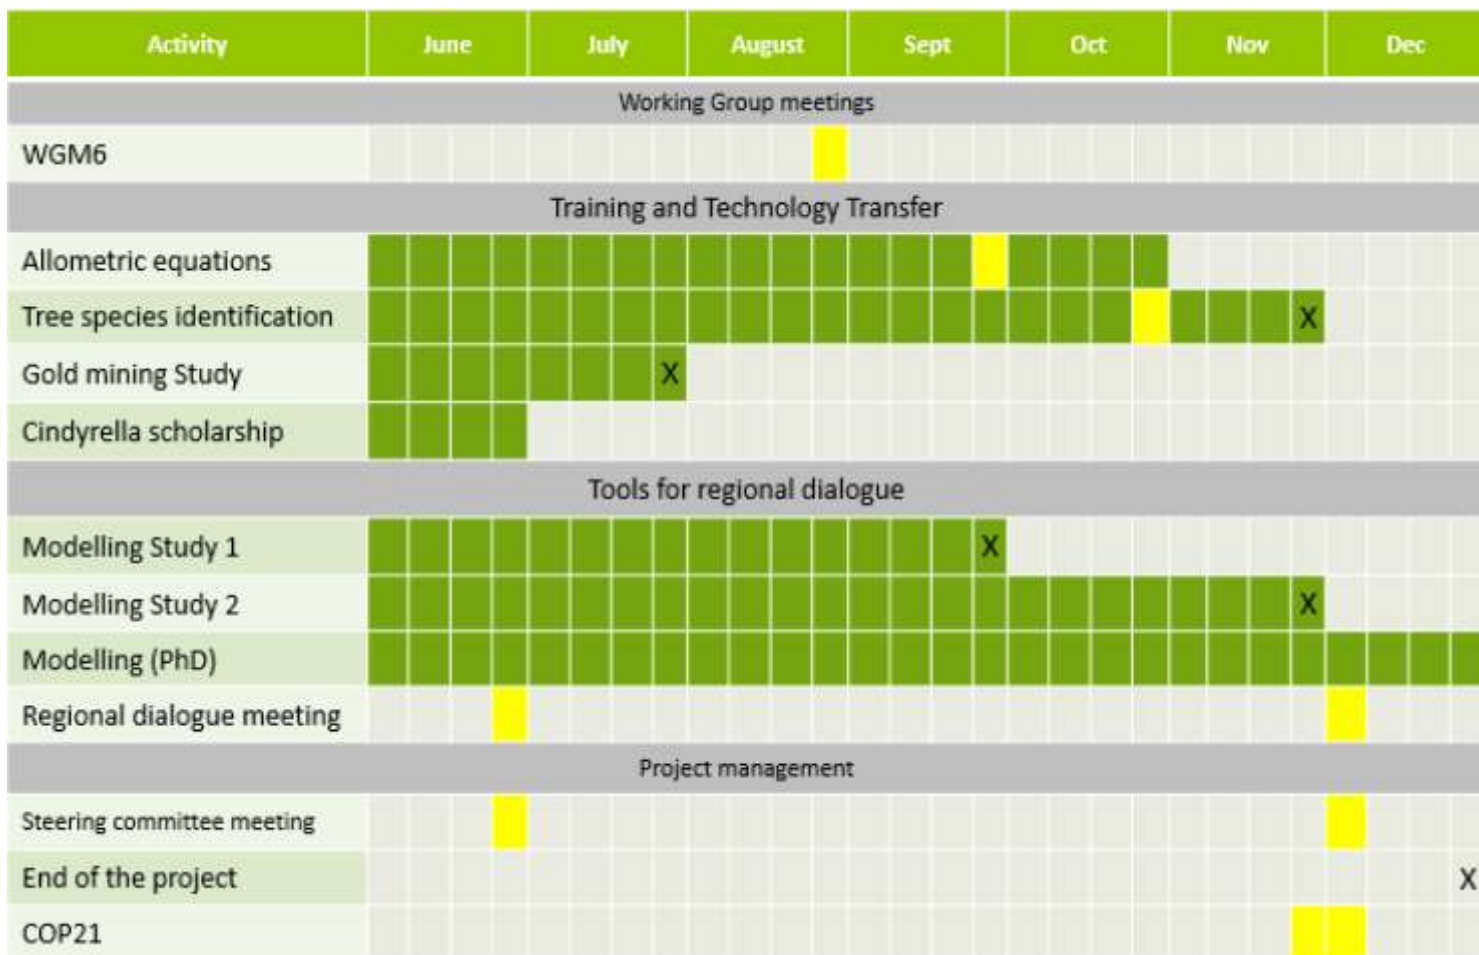 Activity June July August Sept Oct Nov Dec
Working Group meetings
WGM6
Training and Technology Transfer
Allometric equations
Tree species identification X
Gold mining Study X
Cindyrella scholarship
Tools for regional dialogue
Modelling Study 1 X
Modelling Study 2 X
Modelling (PhD)
Regional dialogue meeting
Project management
Steering committee meeting
End of the project X
COP21